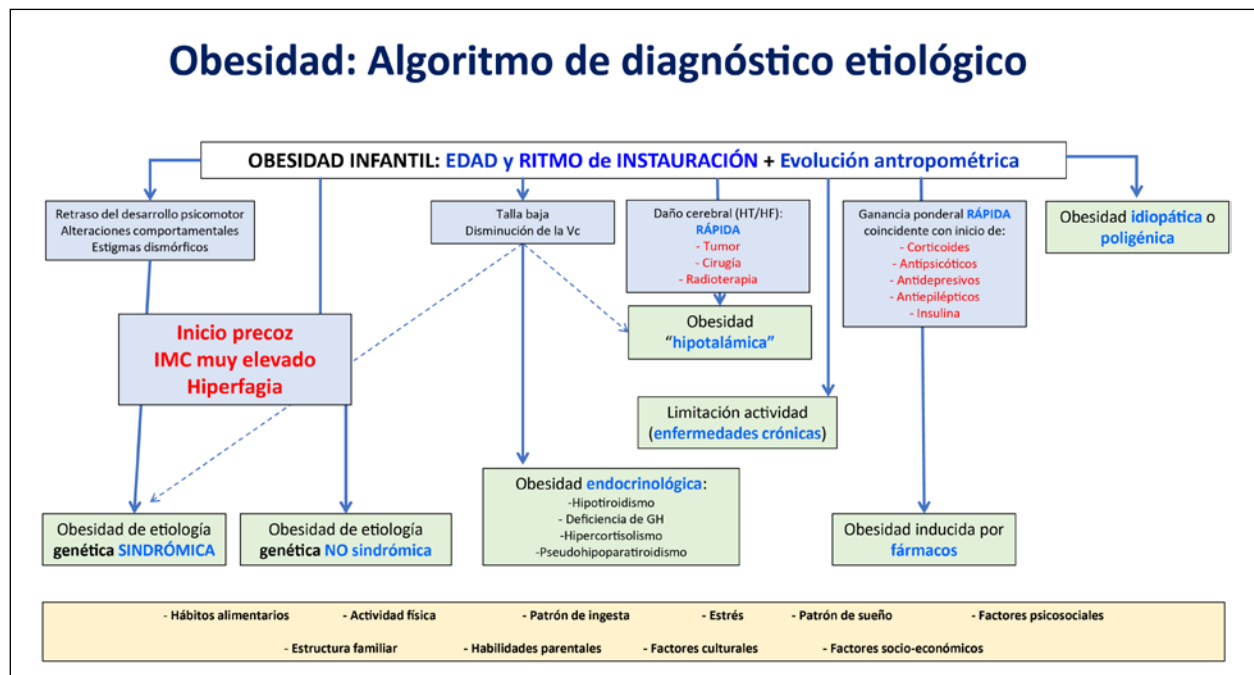 Obesidad: Algoritmo de diagnóstico etiológico
OBESIDAD INFANTIL: EDAD y RITMO de INSTAURACIÓN + Evolución antropométrica
Retraso del desarrollo psicomotor
Alteraciones comportamentales
Estigmas dismórficos
Talla baja
Disminución de la Vc
Daño cerebral (HT/HF):
RÁPIDA
- Tumor
- Cirugía
- Radioterapia
Ganancia ponderal RÁPIDA
coincidente con inicio de:
- Corticoides
- Antipsicóticos
- Antidepresivos
- Antiepilépticos
- Insulina
Obesidad idiopática o
poligénica
Inicio precoz
IMC muy elevado
Hiperfagia
Obesidad
“hipotalámica”
Limitación actividad
(enfermedades crónicas)
Obesidad de etiología
genética SINDRÓMICA
Obesidad de etiología
genética NO sindrómica
Obesidad endocrinológica:
-Hipotiroidismo
- Deficiencia de GH
-Hipercortisolismo
-Pseudohipoparatiroidismo
Obesidad inducida por
fármacos
- Hábitos alimentarios - Actividad física - Patrón de ingesta - Estrés - Patrón de sueño - Factores psicosociales
- Estructura familiar - Habilidades parentales - Factores culturales - Factores socio-económicos